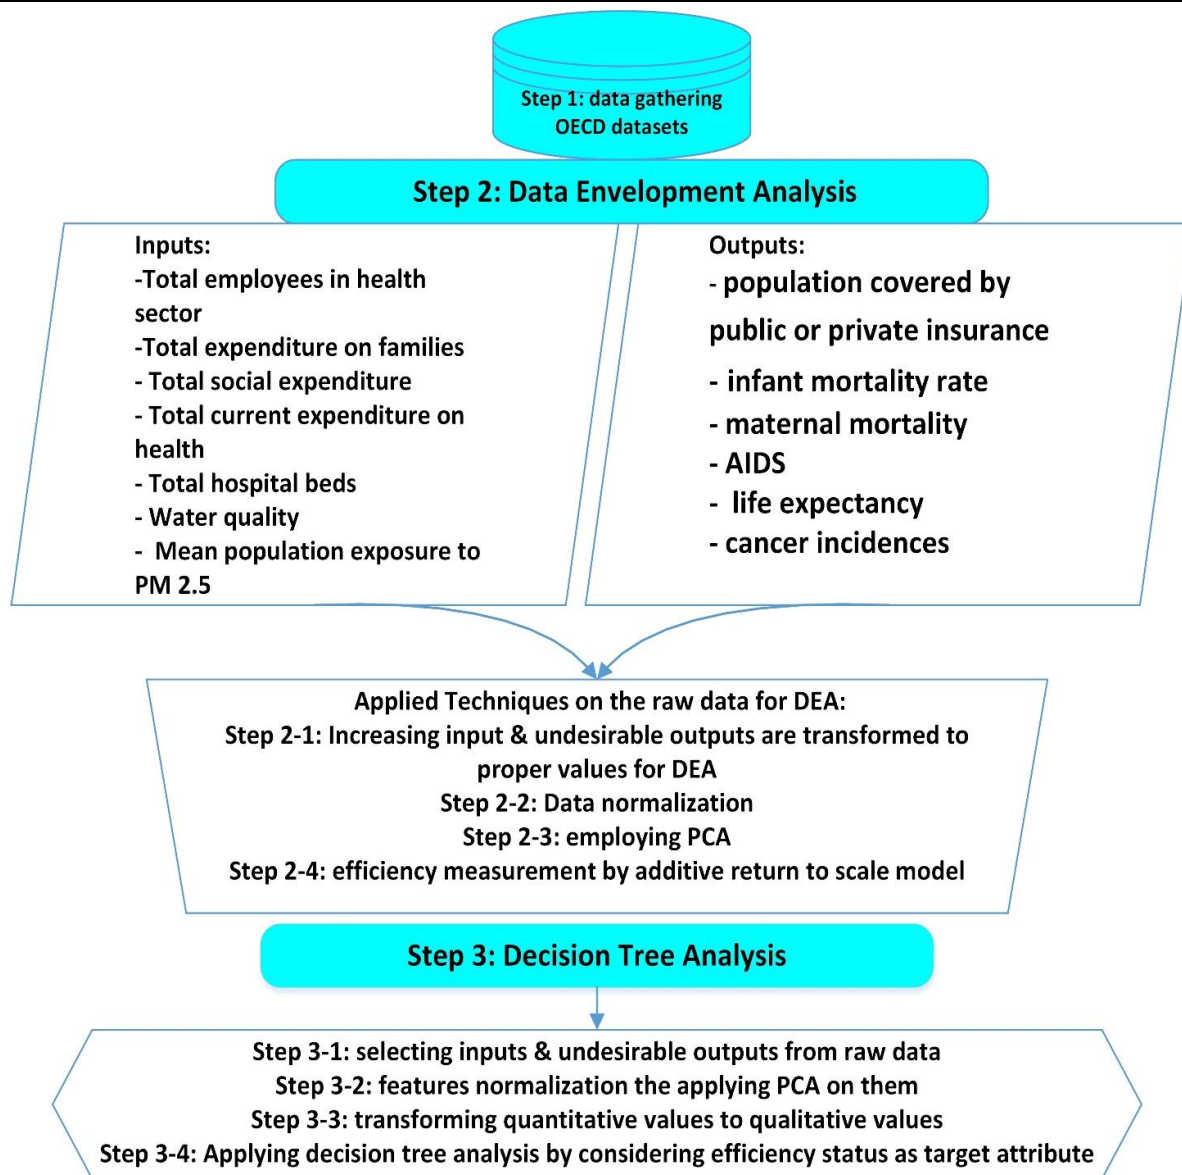 Step 1: data gathering
OECD datasets
Step 2: Data Envelopment Analysis
Inputs:
-Total employees in health
sector
-Total expenditure on families
- Total social expenditure
- Total current expenditure on
health
- Total hospital beds
- Water quality
- Mean population exposure to
PM 2.5
Outputs:
- population covered by
public or private insurance
- infant mortality rate
- maternal mortality
- AIDS
- life expectancy
- cancer incidences
Applied Techniques on the raw data for DEA:
Step 2-1: Increasing input & undesirable outputs are transformed to
proper values for DEA
Step 2-2: Data normalization
Step 2-3: employing PCA
Step 2-4: efficiency measurement by additive return to scale model
Step 3: Decision Tree Analysis
Step 3-1: selecting inputs & undesirable outputs from raw data
Step 3-2: features normalization the applying PCA on them
Step 3-3: transforming quantitative values to qualitative values
Step 3-4: Applying decision tree analysis by considering efficiency status as target attribute